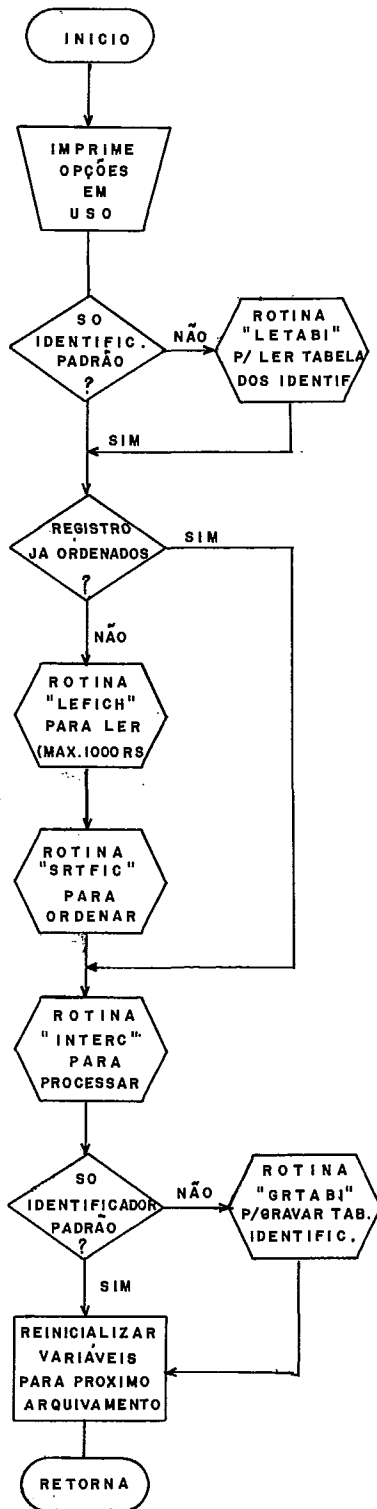 INICIO
IMPRIME
OPÇÕES
EM
USO
SO
IDENTIFIC.
PADRÃO
?
NÃO
ROTINA
"LETABI"
P/ LER TABELA
DOS IDENTIF
SIM
REGISTRO
JA ORDENADOS
?
SIM
NÃO
ROTINA
"LEFICH"
PARA LER
(MAX.1000RS
ROTINA
"SRTFIC"
PARA
ORDENAR
ROTINA
"INTERC"
PARA
PROCESSAR
SO
IDENTIFICADOR
PADRÃO
?
NÃO
ROTINA
"GRTABI"
P/GRAVAR TAB.
IDENTIFIC.
SIM
REINICIALIZAR
VARIÁVEIS
PARA PROXIMO
ARQUIVAMENTO
RETORNA